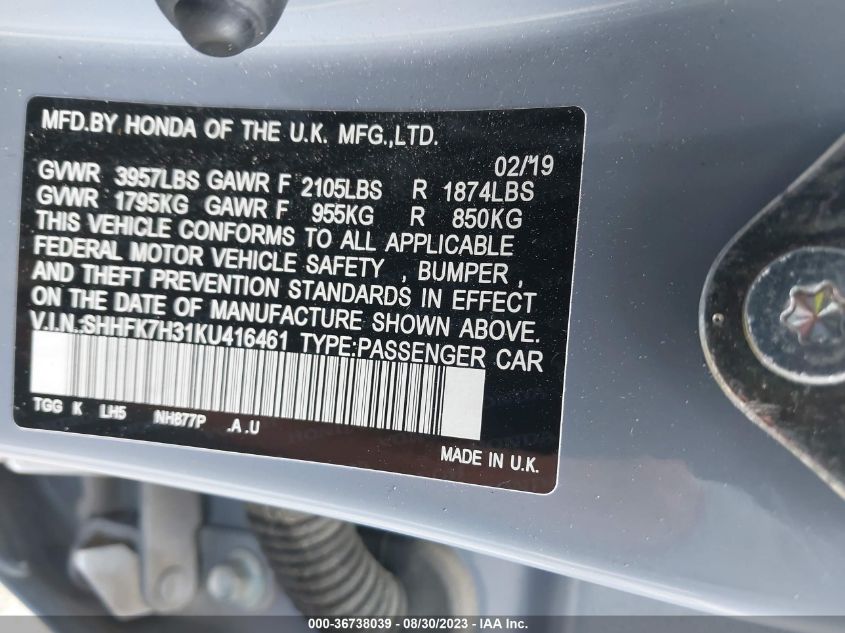 MFD.BY HONDA OF THE U.K. MFG.,LTD.
02/'19
GVWR 3957LBS GAWR F 2105LBS R 1874LBS
GVWR 1795KG GAWR F 955KG R 850KG
THIS VEHICLE CONFORMS TO ALL APPLICABLE
FEDERAL MOTOR VEHICLE SAFETY , BUMPER ,
AND THEFT PREVENTION STANDARDS IN EFFECT
ON THE DATE OF MANUFACTURE SHOWN ABOVE.
V.I.N.:SHHFK7H31KU416461 TYPE:PASSENGER CAR
TGG K LH5 NH877P .A.U
MADE IN U.K.
000-36738039 - 08/30/2023 - IAA Inc.